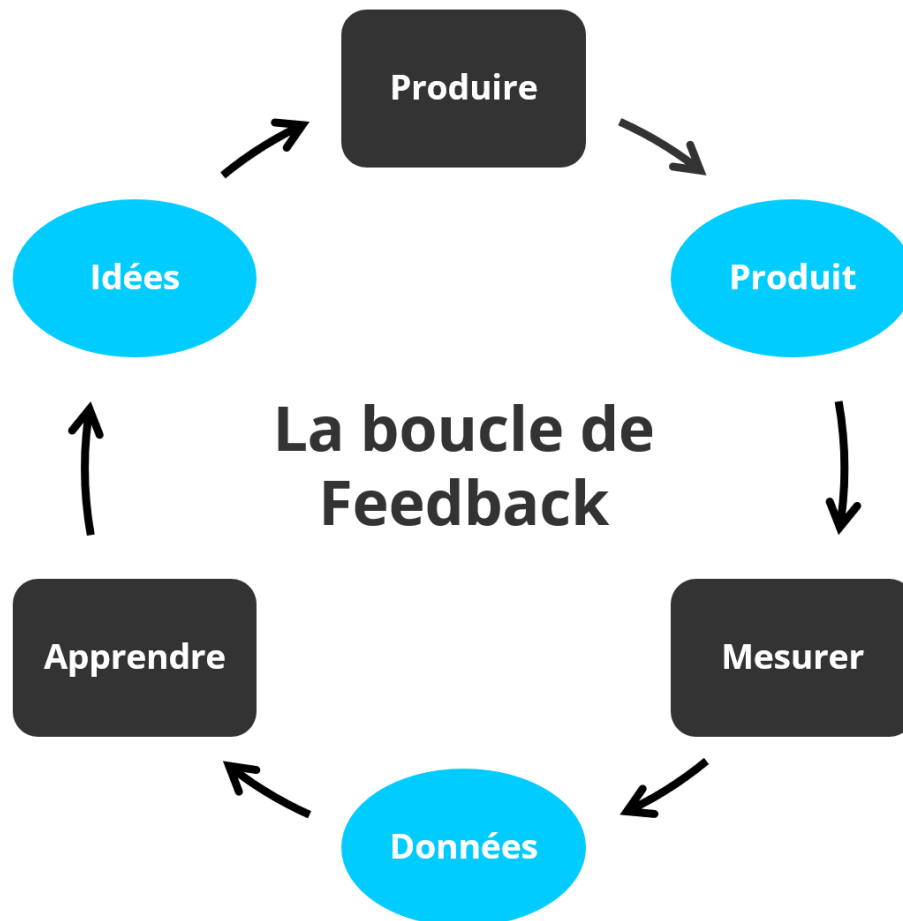 Produire
Idées
Produit
La boucle de
Feedback
Apprendre
Mesurer
Données